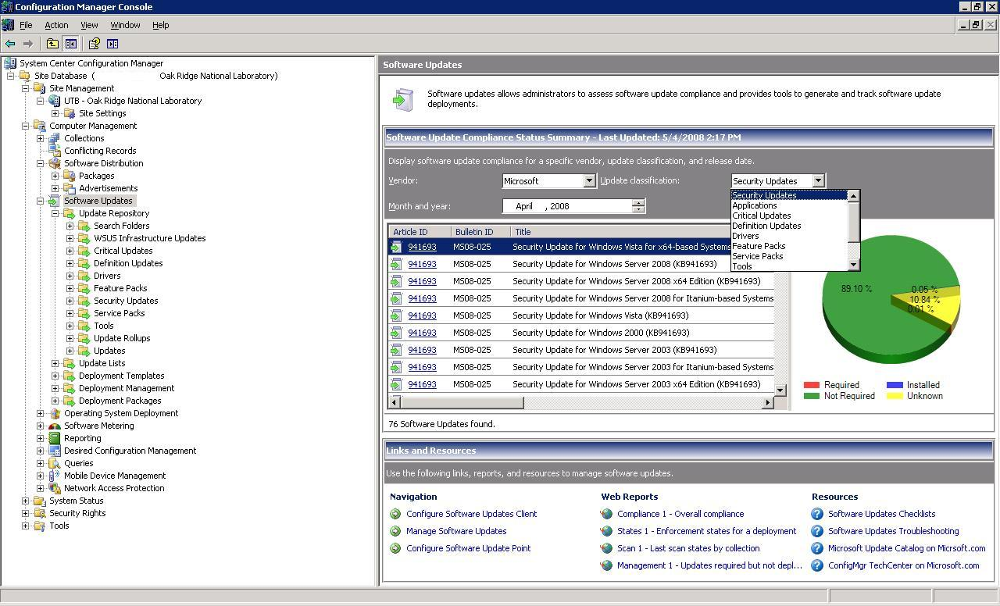 Configuration Manager Console
File Action View Window Help
System Center Configuration Manager
Site Database ( Oak Ridge National Laboratory)
Site Management
UTB - Oak Ridge National Laboratory
Site Settings
Computer Management
Collections
Conflicting Records
Software Distribution
Packages
Advertisements
Software Updates
Update Repository
Search Folders
WSUS Infrastructure Updates
Critical Updates
Definition Updates
Drivers
Feature Packs
Security Updates
Service Packs
Tools
Update Rollups
Updates
Update Lists
Deployment Templates
Deployment Management
Deployment Packages
Operating System Deployment
Software Metering
Reporting
Desired Configuration Management
Queries
Mobile Device Management
Network Access Protection
System Status
Security Rights
Tools
Software Updates
Software updates allows administrators to assess software update compliance and provides tools to generate and track software update
deployments.
Software Update Compliance Status Summary - Last Updated: 5/4/2008 2:17 PM
Display software update compliance for a specific vendor, update classification, and release date.
Vendor: Microsoft Update classification: Security Updates
Month and year: April , 2008
Security Updates
Applications
Critical Updates
Definition Updates
Drivers
Feature Packs
Service Packs
Tools
Article ID Bulletin ID Title
941693 MS08-025 Security Update for Windows Vista for x64-based Systems
941693 MS08-025 Security Update for Windows Server 2008 (KB941693)
941693 MS08-025 Security Update for Windows Server 2008 x64 Edition (KB941693)
941693 MS08-025 Security Update for Windows Server 2008 for Itanium-based Systems
941693 MS08-025 Security Update for Windows Vista (KB941693)
941693 MS08-025 Security Update for Windows 2000 (KB941693)
941693 MS08-025 Security Update for Windows Server 2003 (KB941693)
941693 MS08-025 Security Update for Windows Server 2003 for Itanium-based Systems
941693 MS08-025 Security Update for Windows Server 2003 x64 Edition (KB941693)
89.10 %
0.05 %
10.84 %
0.01 %
Required Installed
Not Required Unknown
76 Software Updates found.
Links and Resources
Use the following links, reports, and resources to manage software updates.
Navigation
Configure Software Updates Client
Manage Software Updates
Configure Software Update Point
Web Reports
Compliance 1 - Overall compliance
States 1 - Enforcement states for a deployment
Scan 1 - Last scan states by collection
Management 1 - Updates required but not depl...
Resources
Software Updates Checklists
Software Updates Troubleshooting
Microsoft Update Catalog on Mircsoft.com
ConfigMgr TechCenter on Microsoft.com